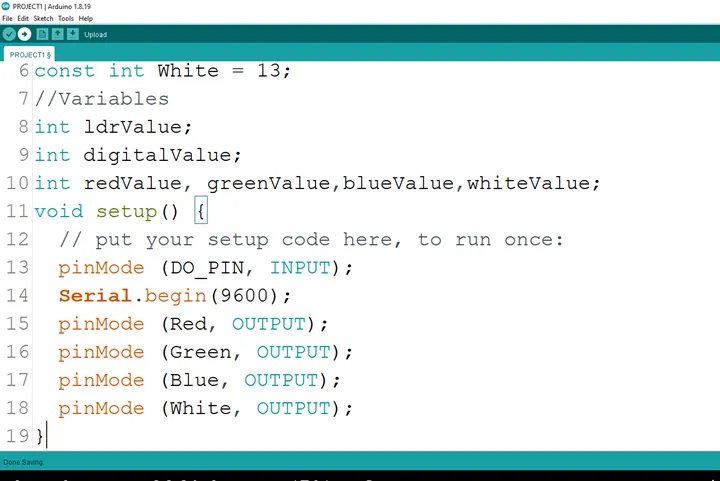 PROJECT1 | Arduino 1.8.19
File Edit Sketch Tools Help
Upload
PROJECT1 §
6 const int White = 13;
7 //Variables
8 int ldrValue;
9 int digitalValue;
10 int redValue, greenValue,blueValue,whiteValue;
11 void setup() {
12 // put your setup code here, to run once:
13 pinMode (DO_PIN, INPUT);
14 Serial.begin(9600);
15 pinMode (Red, OUTPUT);
16 pinMode (Green, OUTPUT);
17 pinMode (Blue, OUTPUT);
18 pinMode (White, OUTPUT);
19 }
Done Saving.